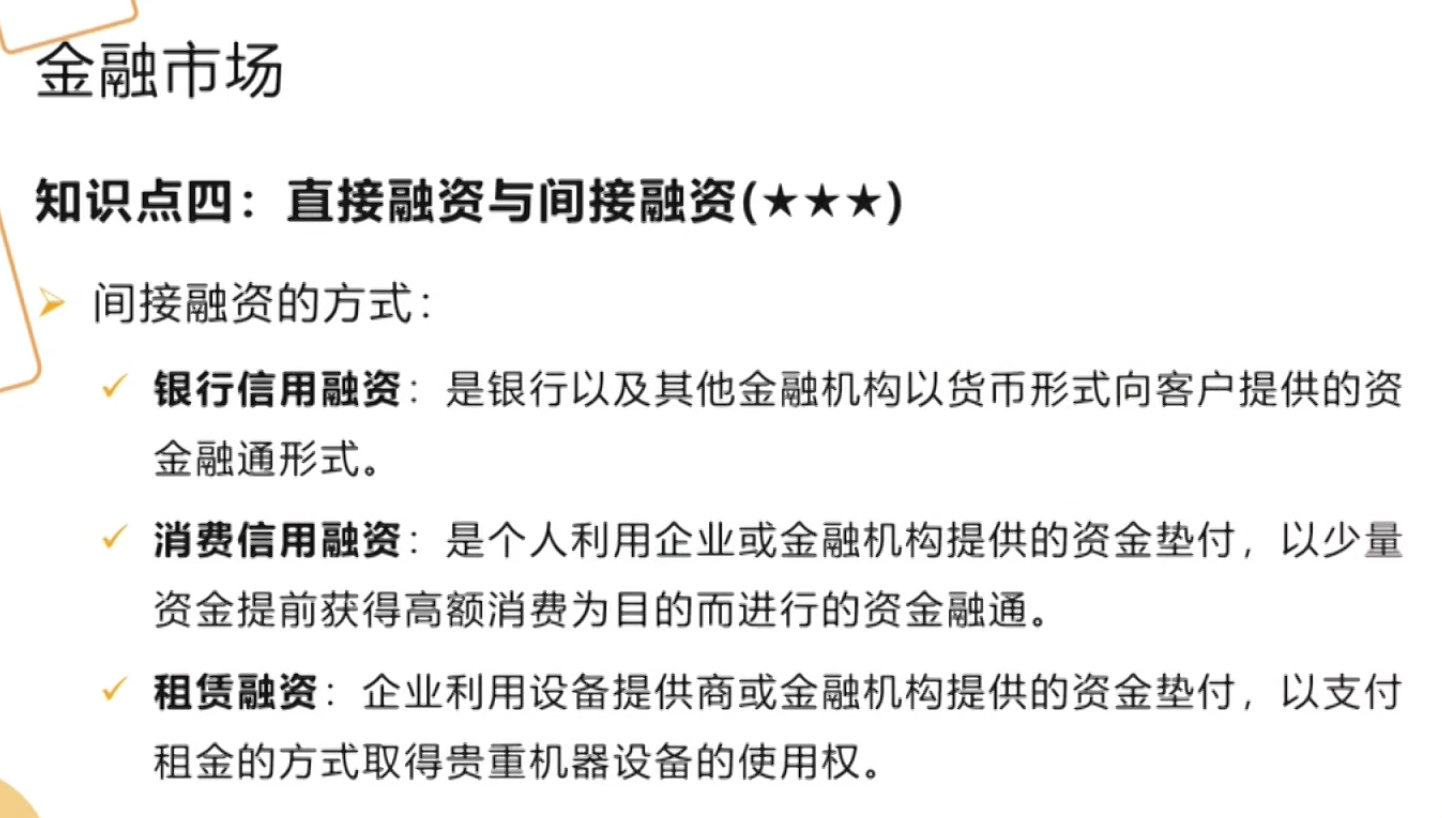 金融市场
知识点四：直接融资与间接融资(★★★)
间接融资的方式：
银行信用融资：是银行以及其他金融机构以货币形式向客户提供的资
金融通形式。
消费信用融资：是个人利用企业或金融机构提供的资金垫付，以少量
资金提前获得高额消费为目的而进行的资金融通。
租赁融资：企业利用设备提供商或金融机构提供的资金垫付，以支付
租金的方式取得贵重机器设备的使用权。